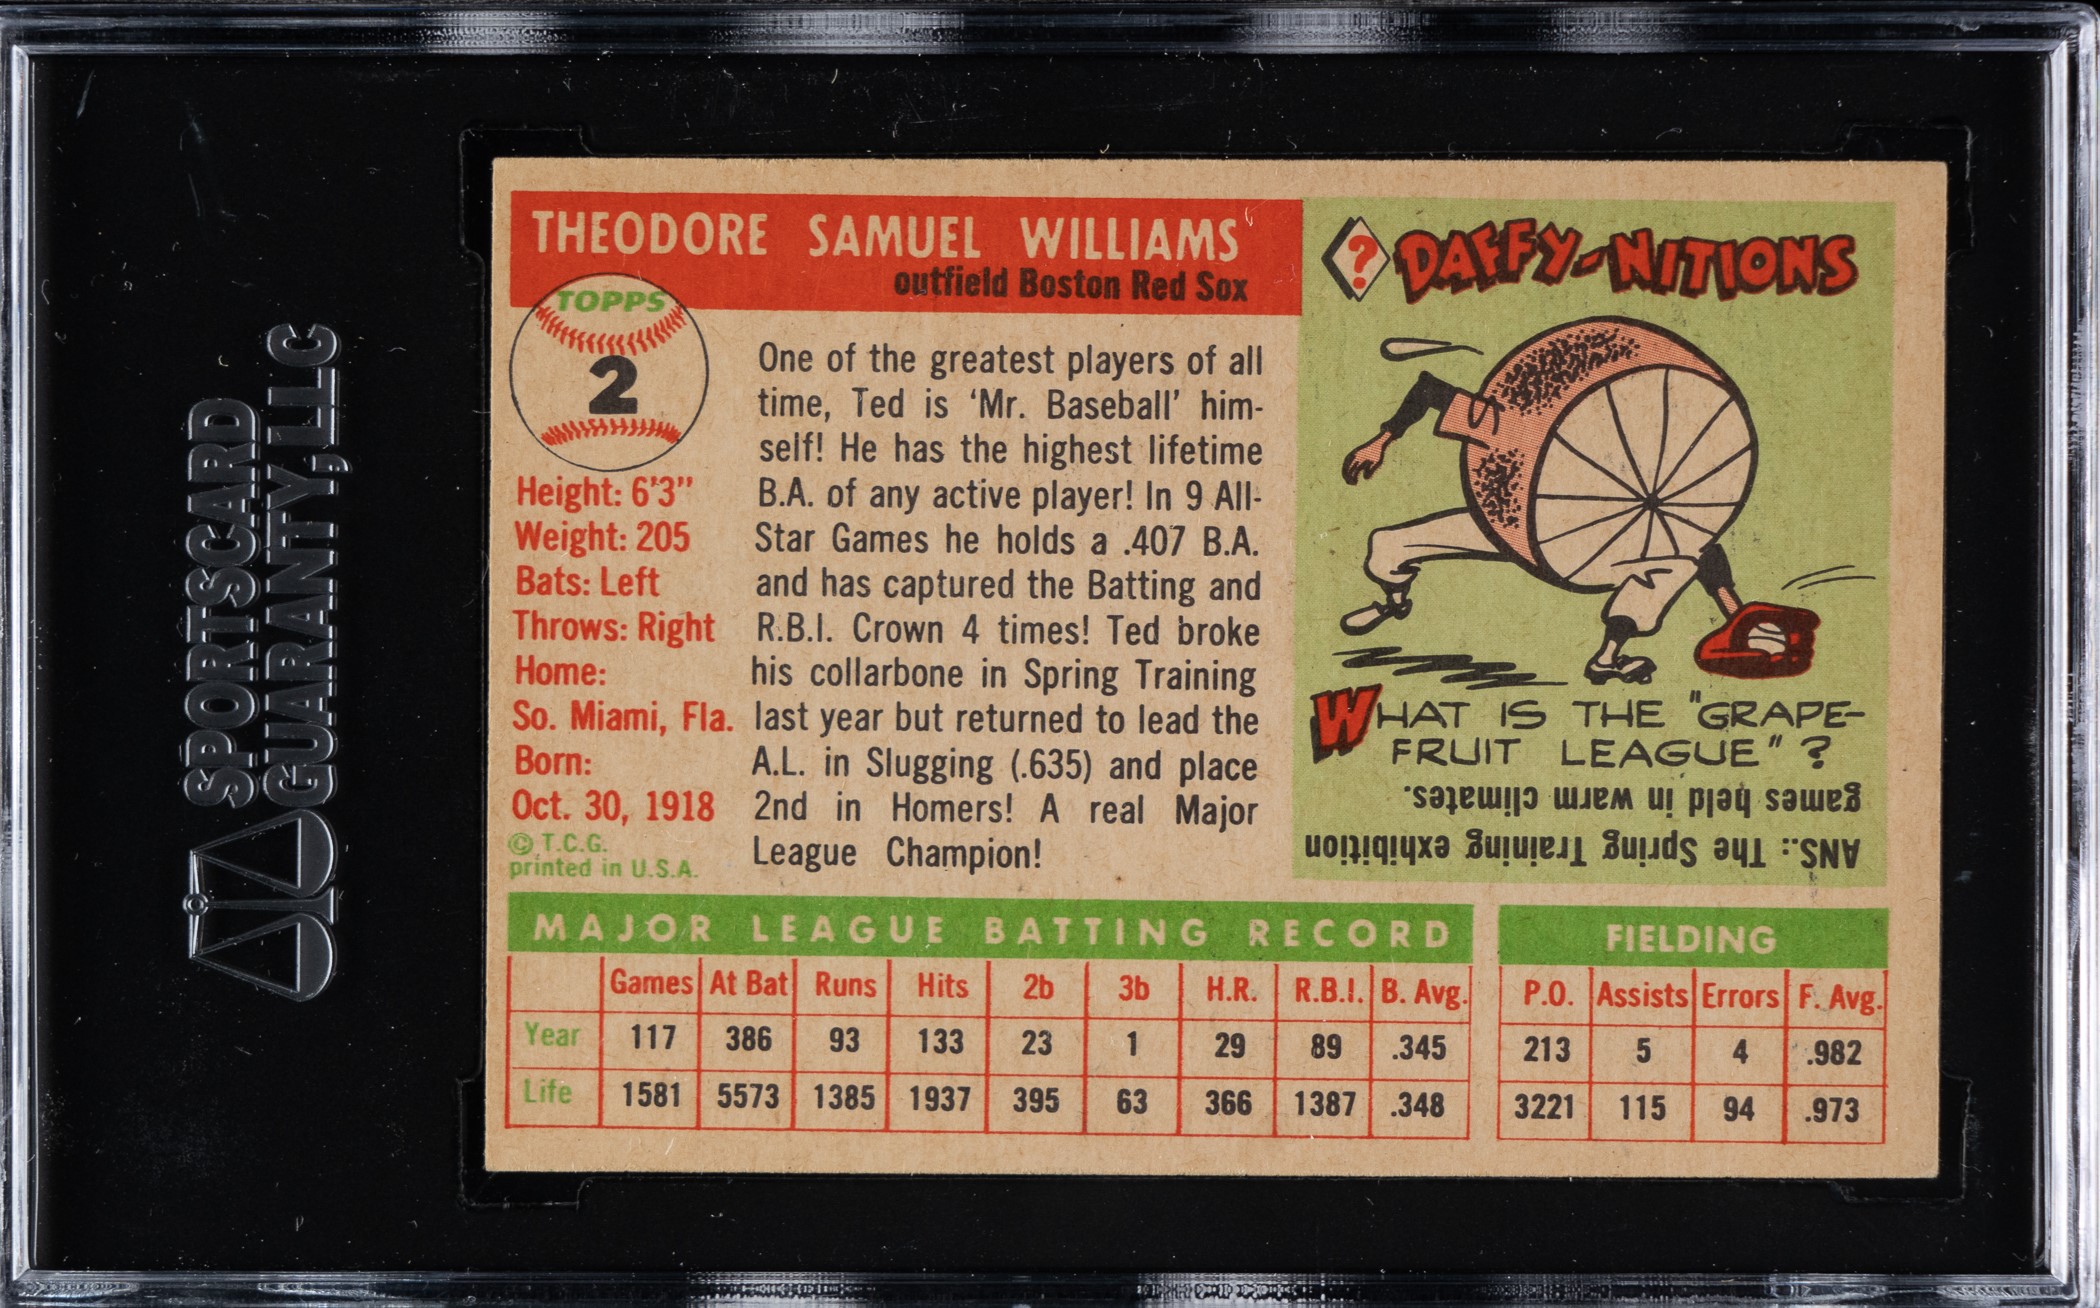 SPORTSCARD
GUARANTY, LLC
THEODORE SAMUEL WILLIAMS
outfield Boston Red Sox
TOPPS
2
Height: 6'3"
Weight: 205
Bats: Left
Throws: Right
Home:
So. Miami, Fla.
Born:
Oct. 30, 1918
© T.C.G.
printed in U.S.A.
One of the greatest players of all
time, Ted is 'Mr. Baseball' him-
self! He has the highest lifetime
B.A. of any active player! In 9 All-
Star Games he holds a .407 B.A.
and has captured the Batting and
R.B.I. Crown 4 times! Ted broke
his collarbone in Spring Training
last year but returned to lead the
A.L. in Slugging (.635) and place
2nd in Homers! A real Major
League Champion!
? DAFFY-NITIONS
WHAT IS THE "GRAPE-
FRUIT LEAGUE" ?
ANS.: The Spring Training exhibition
games held in warm climates.
MAJOR LEAGUE BATTING RECORD
Games At Bat Runs Hits 2b 3b H.R. R.B.I. B. Avg.
Year 117 386 93 133 23 1 29 89 .345
Life 1581 5573 1385 1937 395 63 366 1387 .348
FIELDING
P.O. Assists Errors F. Avg.
213 5 4 .982
3221 115 94 .973